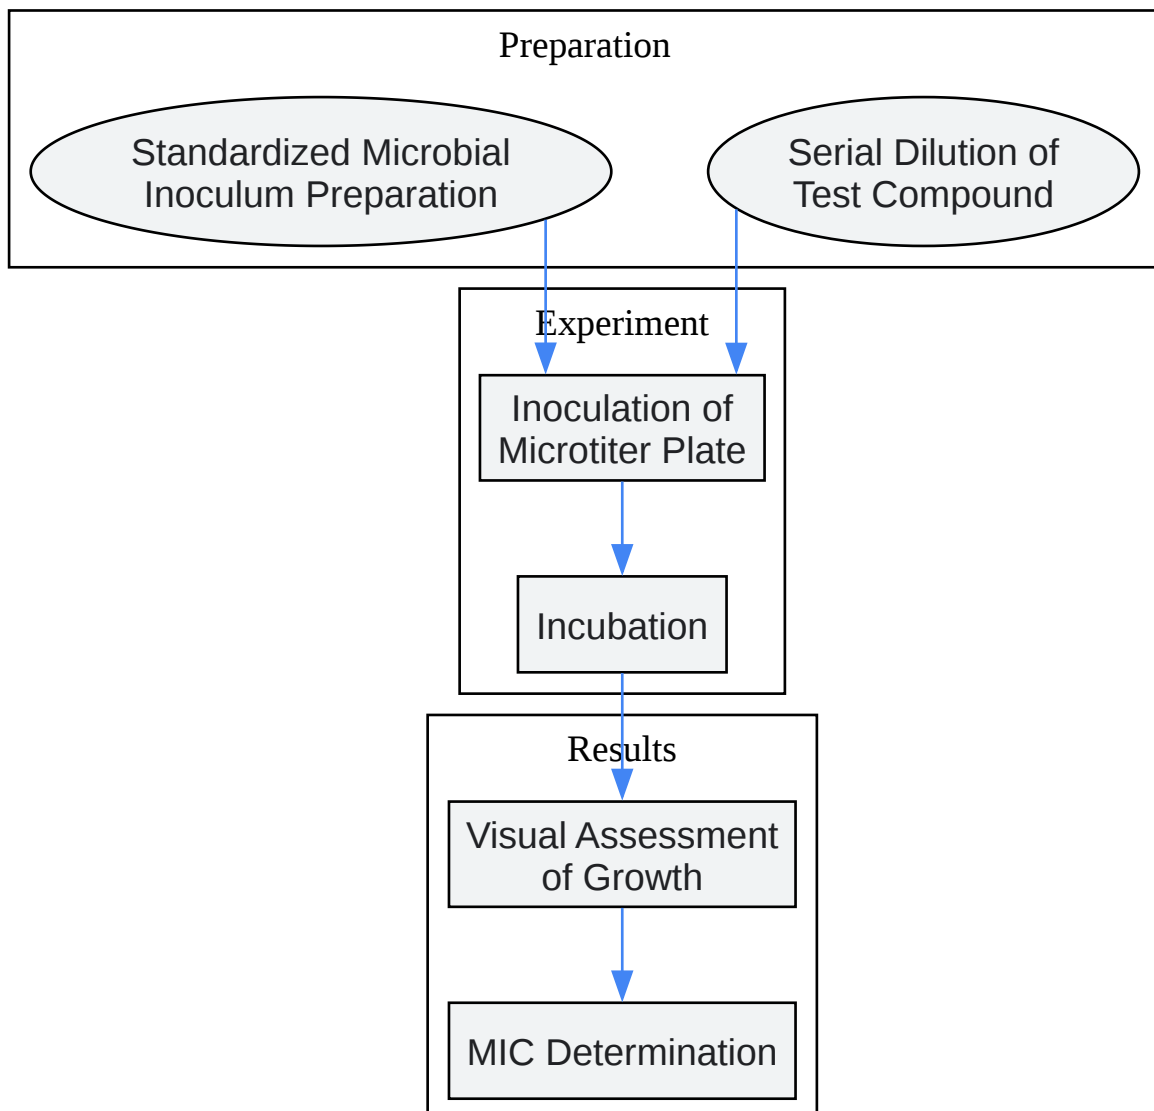 Preparation
Standardized Microbial
Inoculum Preparation
Serial Dilution of
Test Compound
Experiment
Inoculation of
Microtiter Plate
Incubation
Results
Visual Assessment
of Growth
MIC Determination